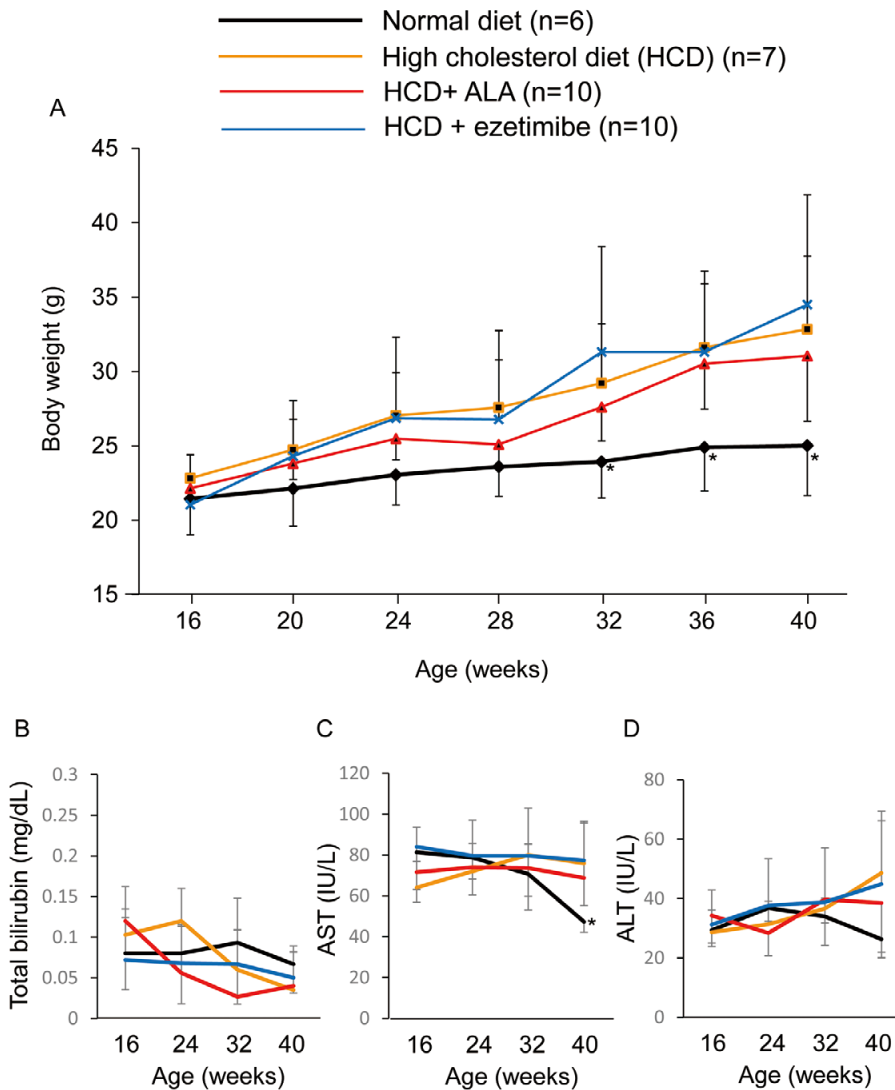 Normal diet (n=6)
High cholesterol diet (HCD) (n=7)
HCD+ ALA (n=10)
HCD + ezetimibe (n=10)
A
45
40
35
30
25
20
15
Body weight (g)
* * *
16 20 24 28 32 36 40
Age (weeks)
B
0.3
0.25
0.2
0.15
0.1
0.05
0
Total bilirubin (mg/dL)
16 24 32 40
Age (weeks)
C
120
100
80
60
40
20
0
AST (IU/L)
*
16 24 32 40
Age (weeks)
D
80
60
40
20
0
ALT (IU/L)
16 24 32 40
Age (weeks)